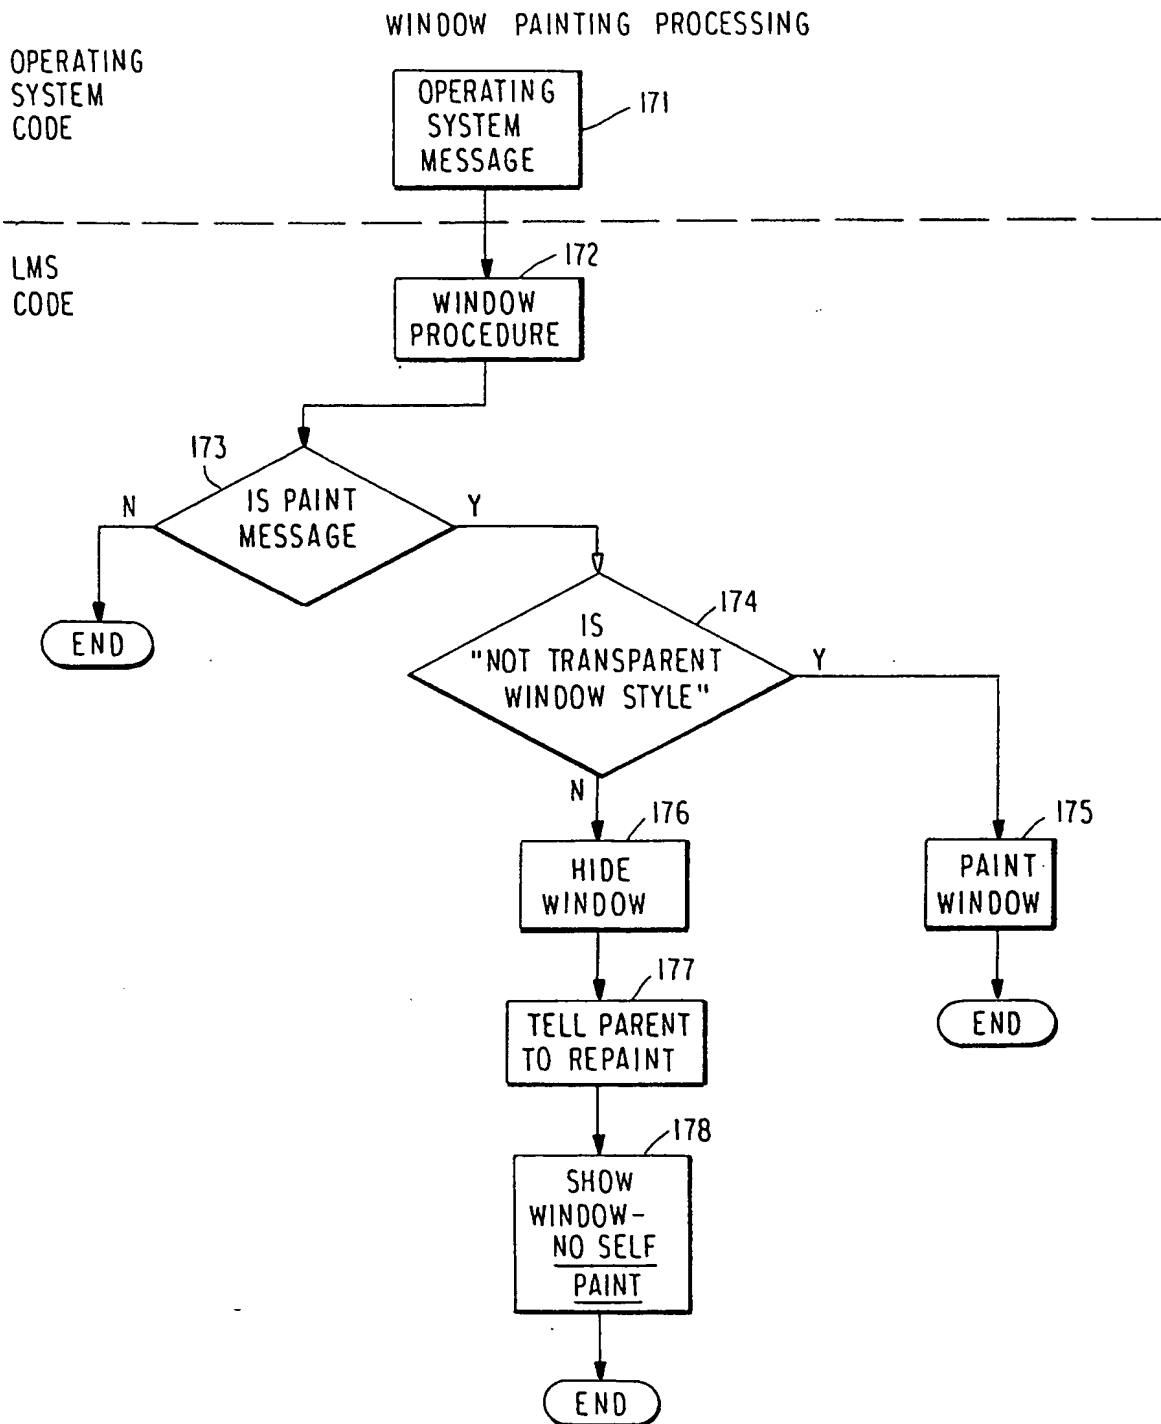 WINDOW PAINTING PROCESSING
OPERATING
SYSTEM
CODE
OPERATING
SYSTEM
MESSAGE
171
LMS
CODE
172
WINDOW
PROCEDURE
173
IS PAINT
MESSAGE
N
Y
END
174
IS
"NOT TRANSPARENT
WINDOW STYLE"
Y
N
176
HIDE
WINDOW
175
PAINT
WINDOW
177
TELL PARENT
TO REPAINT
END
178
SHOW
WINDOW-
NO SELF
PAINT
END